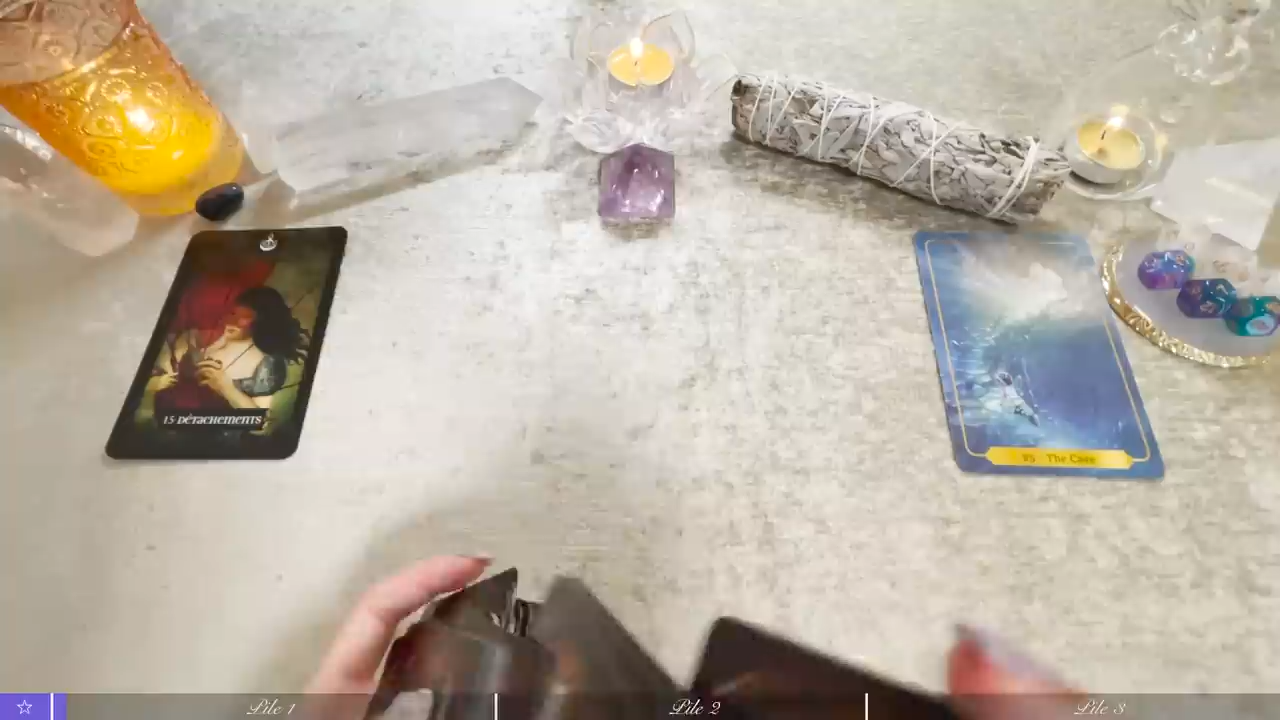 15 DÉTACHEMENTS
The Cave
Pile 1
Pile 2
Pile 3